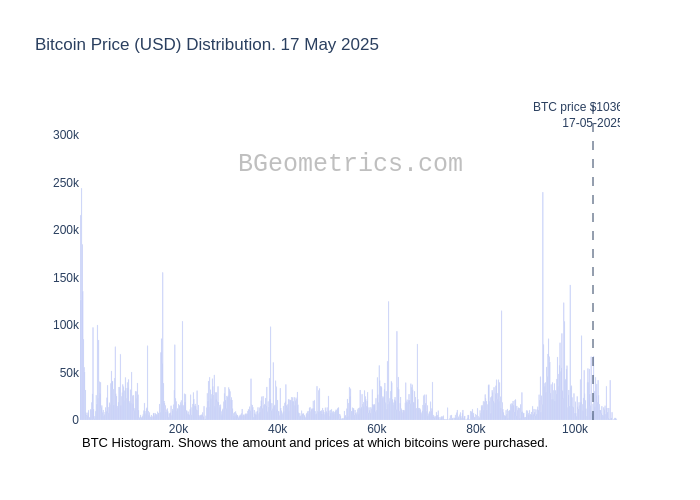 Bitcoin Price (USD) Distribution. 17 May 2025
BTC price $1036
17-05-2025
300k
BGeometrics.com
250k
200k
150k
100k
50k
0
20k 40k 60k 80k 100k
BTC Histogram. Shows the amount and prices at which bitcoins were purchased.